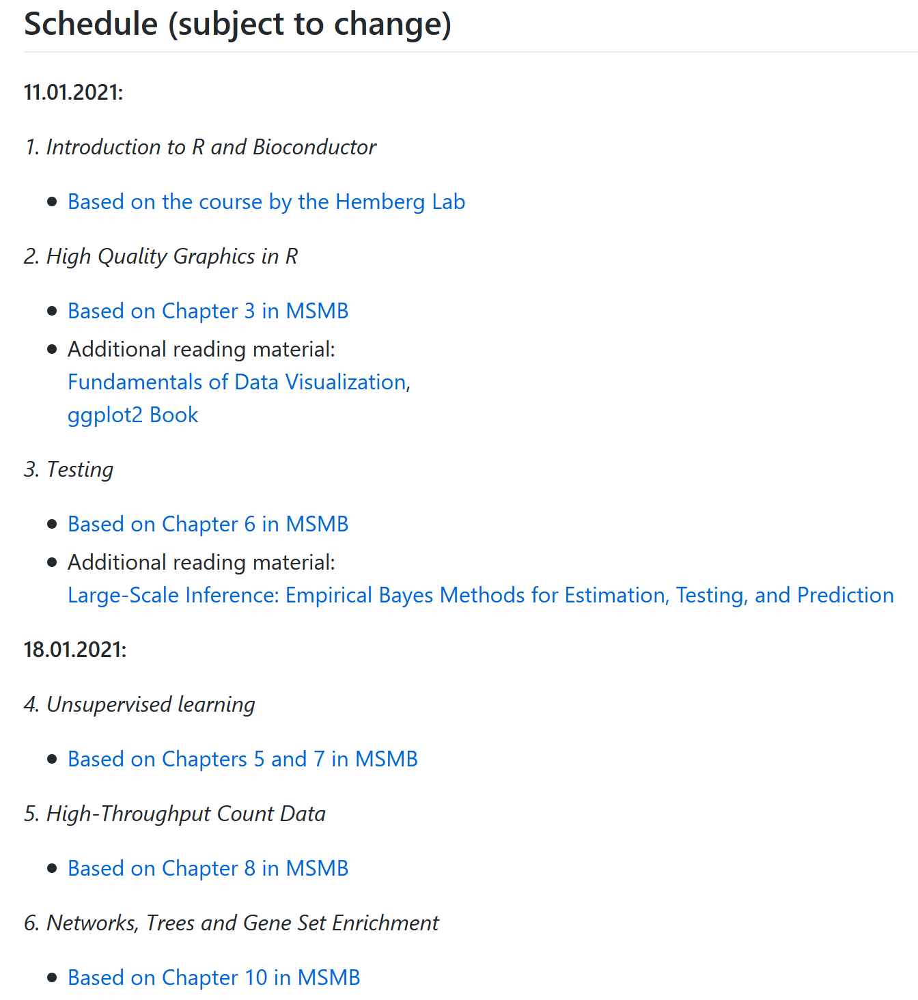 Schedule (subject to change)
11.01.2021:
1. Introduction to R and Bioconductor
Based on the course by the Hemberg Lab
2. High Quality Graphics in R
Based on Chapter 3 in MSMB
Additional reading material:
Fundamentals of Data Visualization,
ggplot2 Book
3. Testing
Based on Chapter 6 in MSMB
Additional reading material:
Large-Scale Inference: Empirical Bayes Methods for Estimation, Testing, and Prediction
18.01.2021:
4. Unsupervised learning
Based on Chapters 5 and 7 in MSMB
5. High-Throughput Count Data
Based on Chapter 8 in MSMB
6. Networks, Trees and Gene Set Enrichment
Based on Chapter 10 in MSMB